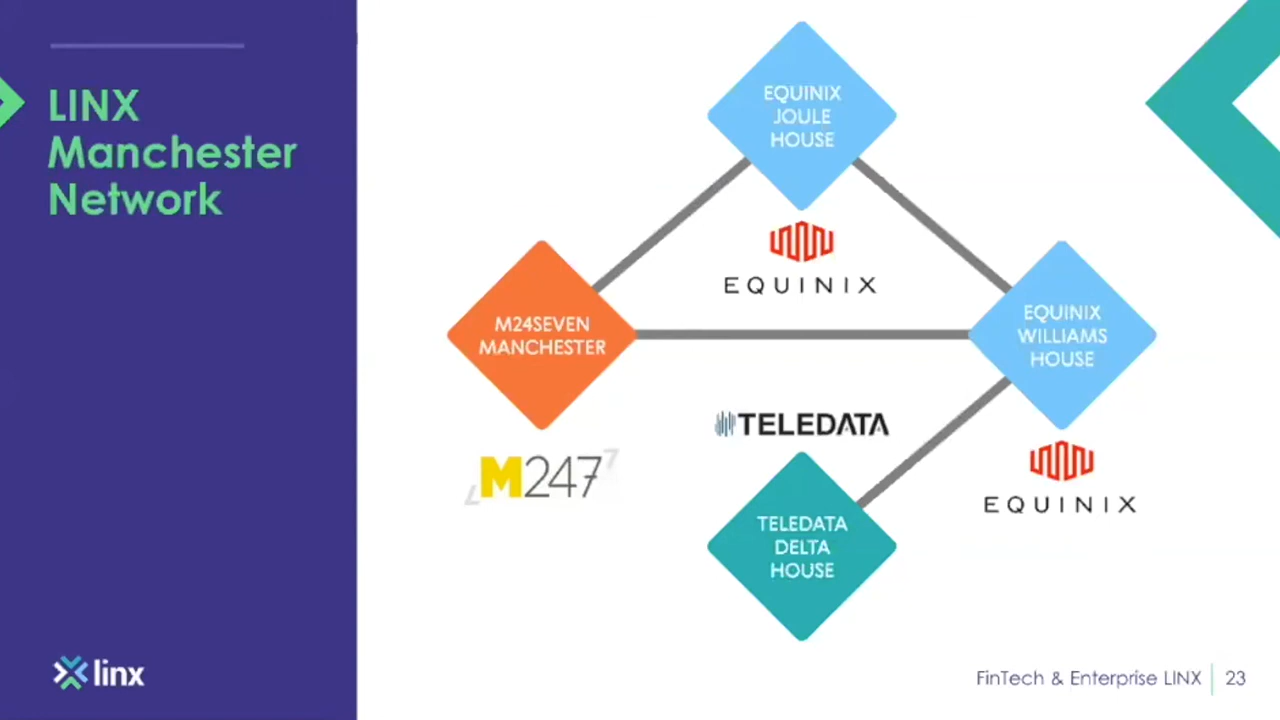 LINX
Manchester
Network
EQUINIX
JOULE
HOUSE
EQUINIX
M24SEVEN
MANCHESTER
M247
EQUINIX
WILLIAMS
HOUSE
EQUINIX
TELEDATA
TELEDATA
DELTA
HOUSE
linx
FinTech & Enterprise LINX
23